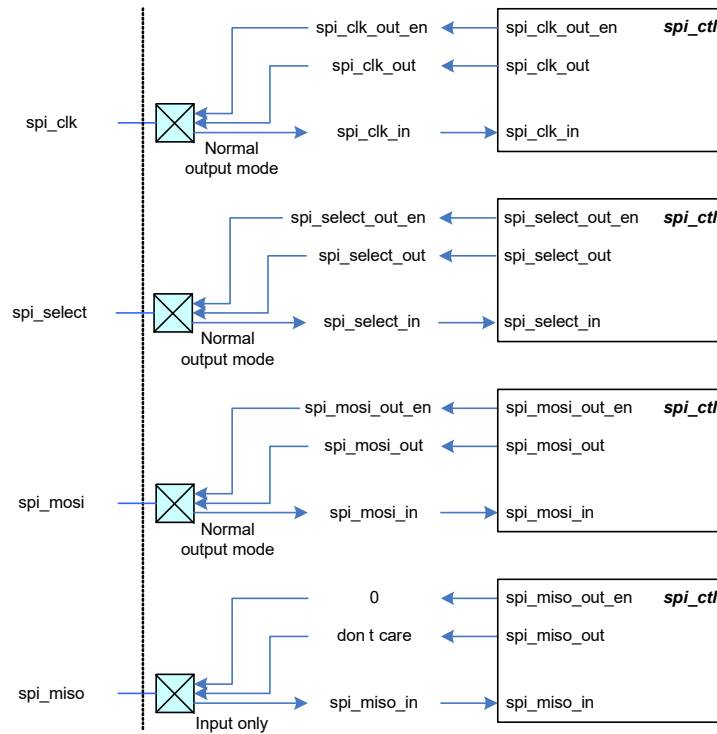 spi_clk_out_en spi_clk_out_en spi_ctl
spi_clk_out spi_clk_out
spi_clk spi_clk_in spi_clk_in
Normal
output mode
spi_select_out_en spi_select_out_en spi_ctl
spi_select_out spi_select_out
spi_select spi_select_in spi_select_in
Normal
output mode
spi_mosi_out_en spi_mosi_out_en spi_ctl
spi_mosi_out spi_mosi_out
spi_mosi spi_mosi_in spi_mosi_in
Normal
output mode
0 spi_miso_out_en spi_ctl
don t care spi_miso_out
spi_miso spi_miso_in spi_miso_in
Input only